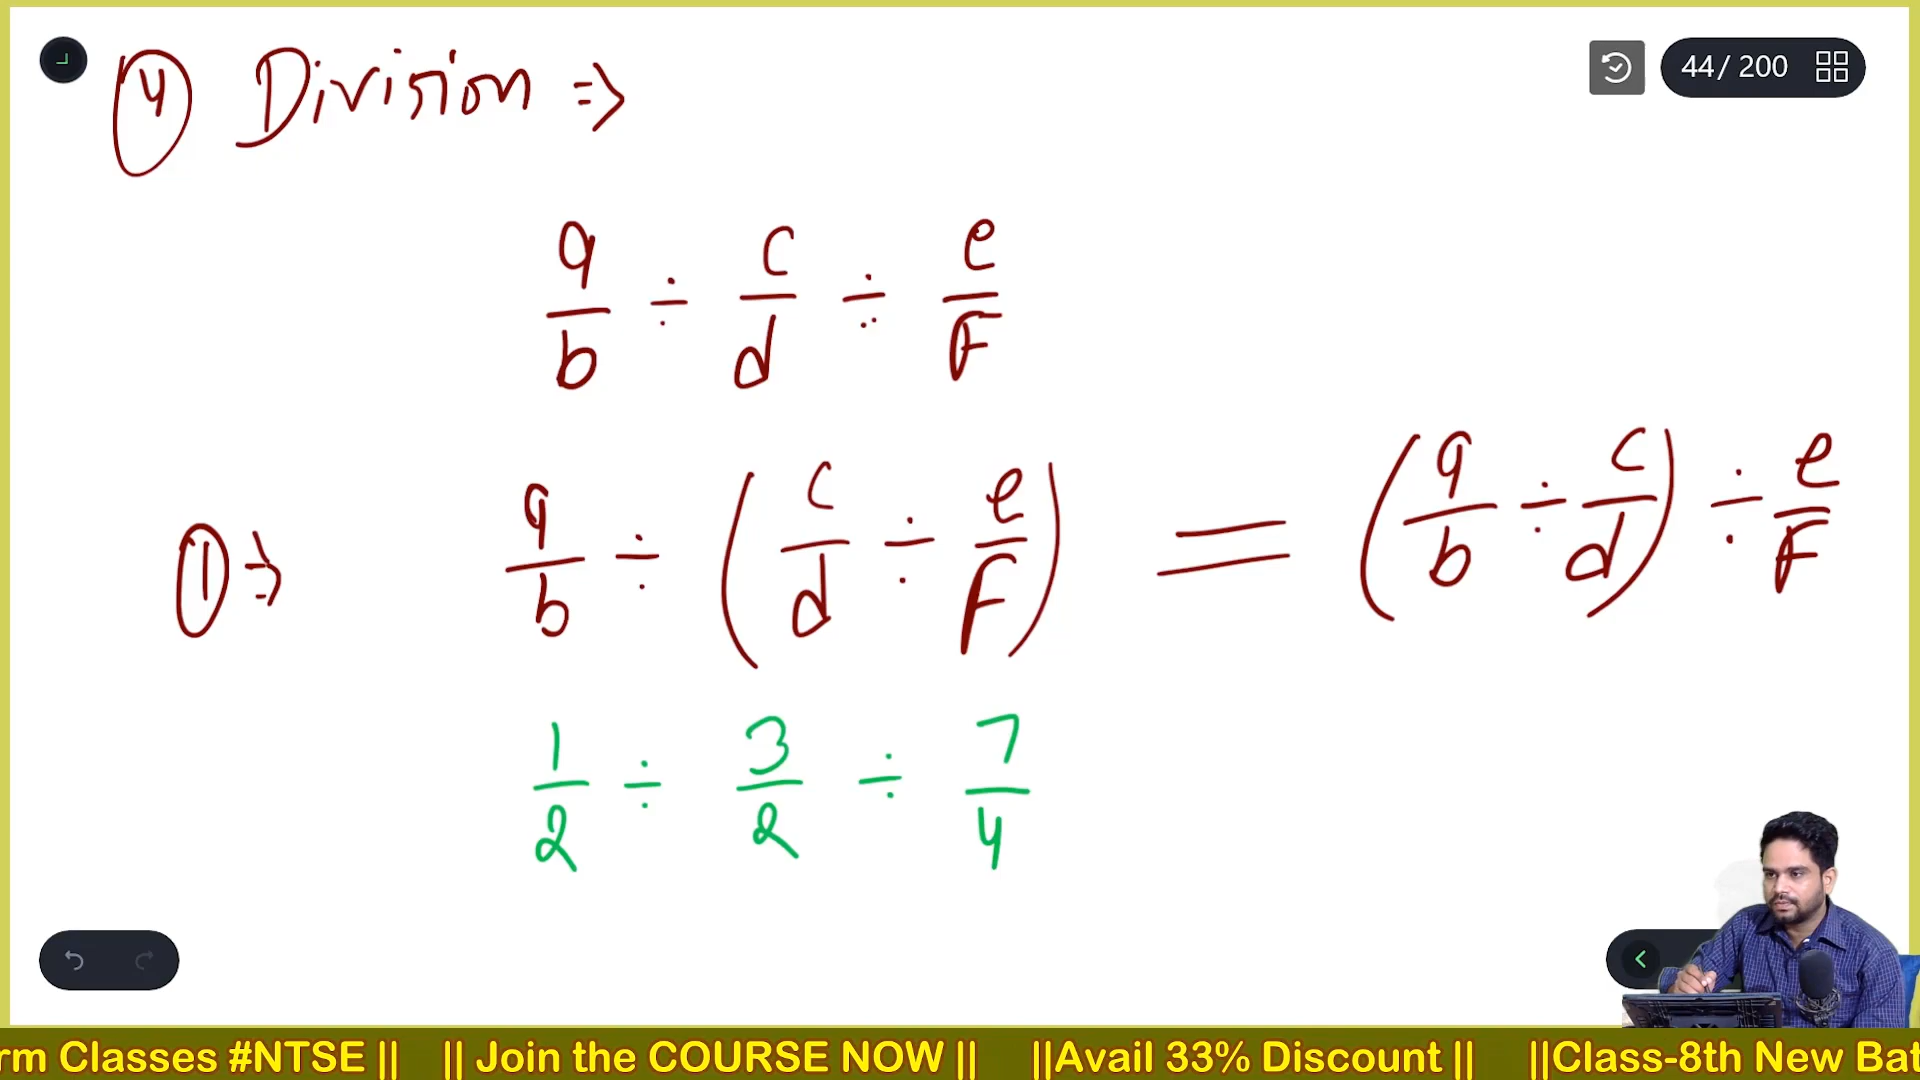 44/ 200
④ Division ⇒
a/b ÷ c/d ÷ e/F
① ⇒ a/b ÷ (c/d ÷ e/F) = (a/b ÷ c/d) ÷ e/F
1/2 ÷ 3/2 ÷ 7/4
rm Classes #NTSE || || Join the COURSE NOW || ||Avail 33% Discount || ||Class-8th New Bat